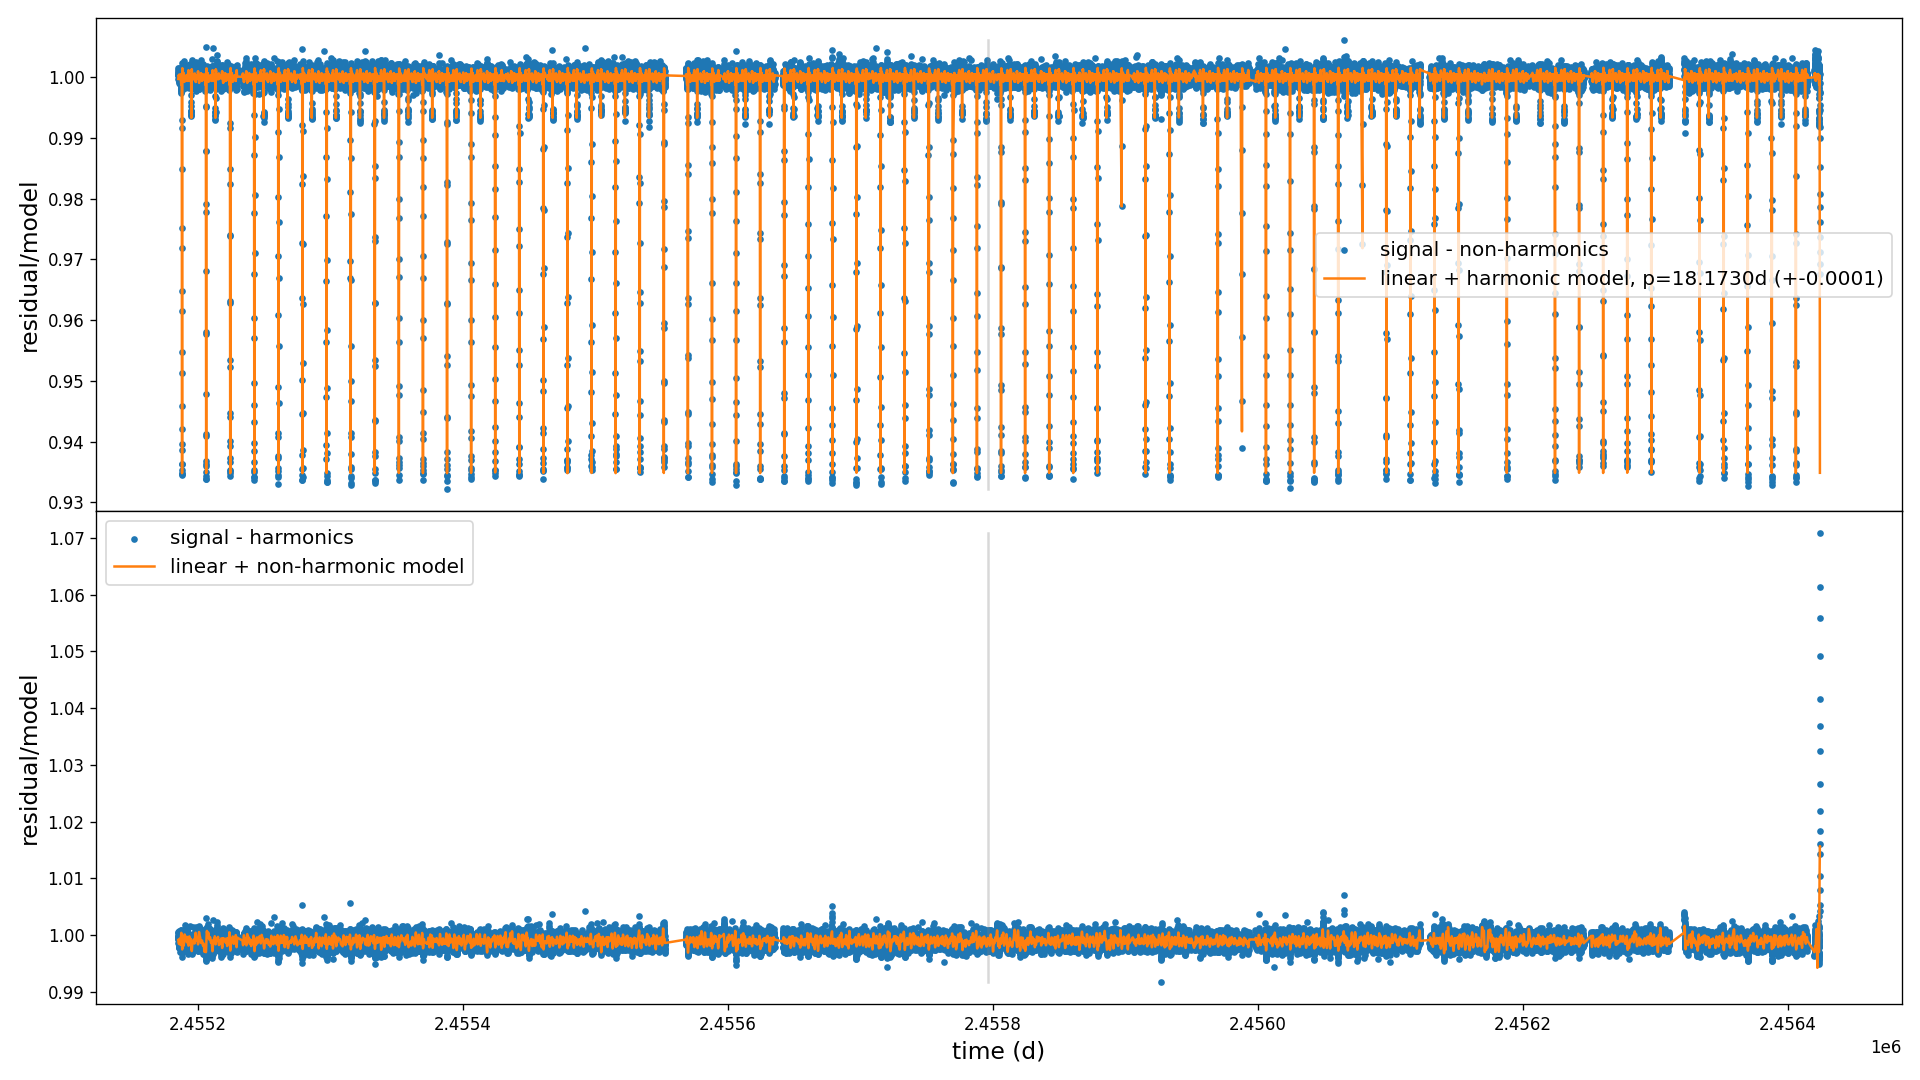 residual/model
1.00
0.99
0.98
0.97
0.96
0.95
0.94
0.93
signal - non-harmonics
linear + harmonic model, p=18.1730d (+-0.0001)
residual/model
1.07
1.06
1.05
1.04
1.03
1.02
1.01
1.00
0.99
signal - harmonics
linear + non-harmonic model
2.4552 2.4554 2.4556 2.4558 2.4560 2.4562 2.4564
1e6
time (d)